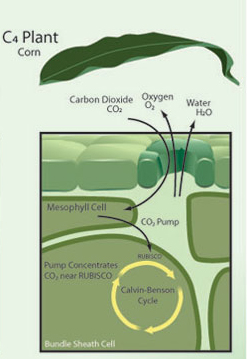 C4 Plant
Corn
Carbon Dioxide
CO₂
Oxygen
O₂
Water
H₂O
Mesophyll Cell
CO₂ Pump
RUBISCO
Pump Concentrates
CO₂ near RUBISCO
Calvin-Benson
Cycle
Bundle Sheath Cell